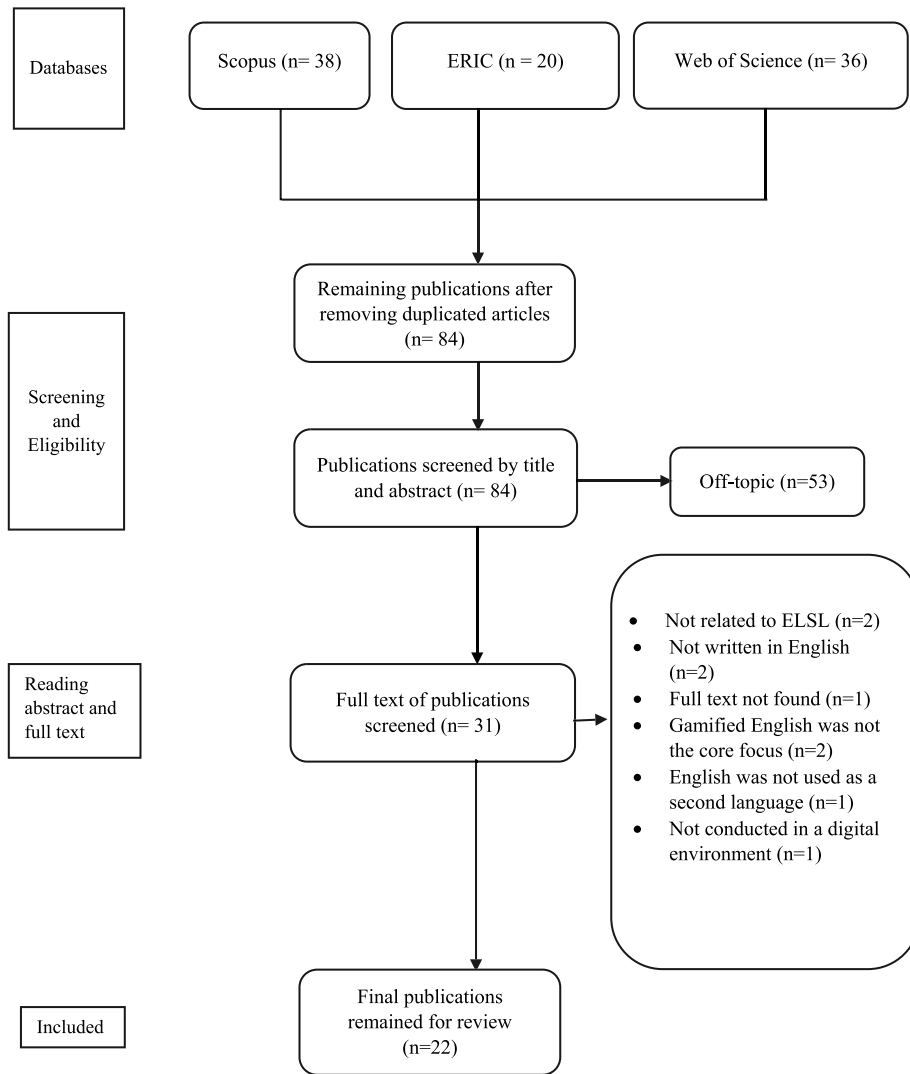 Databases
Scopus (n= 38)
ERIC (n = 20)
Web of Science (n= 36)
Remaining publications after
removing duplicated articles
(n= 84)
Screening
and
Eligibility
Publications screened by title
and abstract (n= 84)
Off-topic (n=53)
Reading
abstract and
full text
Full text of publications
screened (n= 31)
• Not related to ELSL (n=2)
• Not written in English
(n=2)
• Full text not found (n=1)
• Gamified English was not
the core focus (n=2)
• English was not used as a
second language (n=1)
• Not conducted in a digital
environment (n=1)
Included
Final publications
remained for review
(n=22)